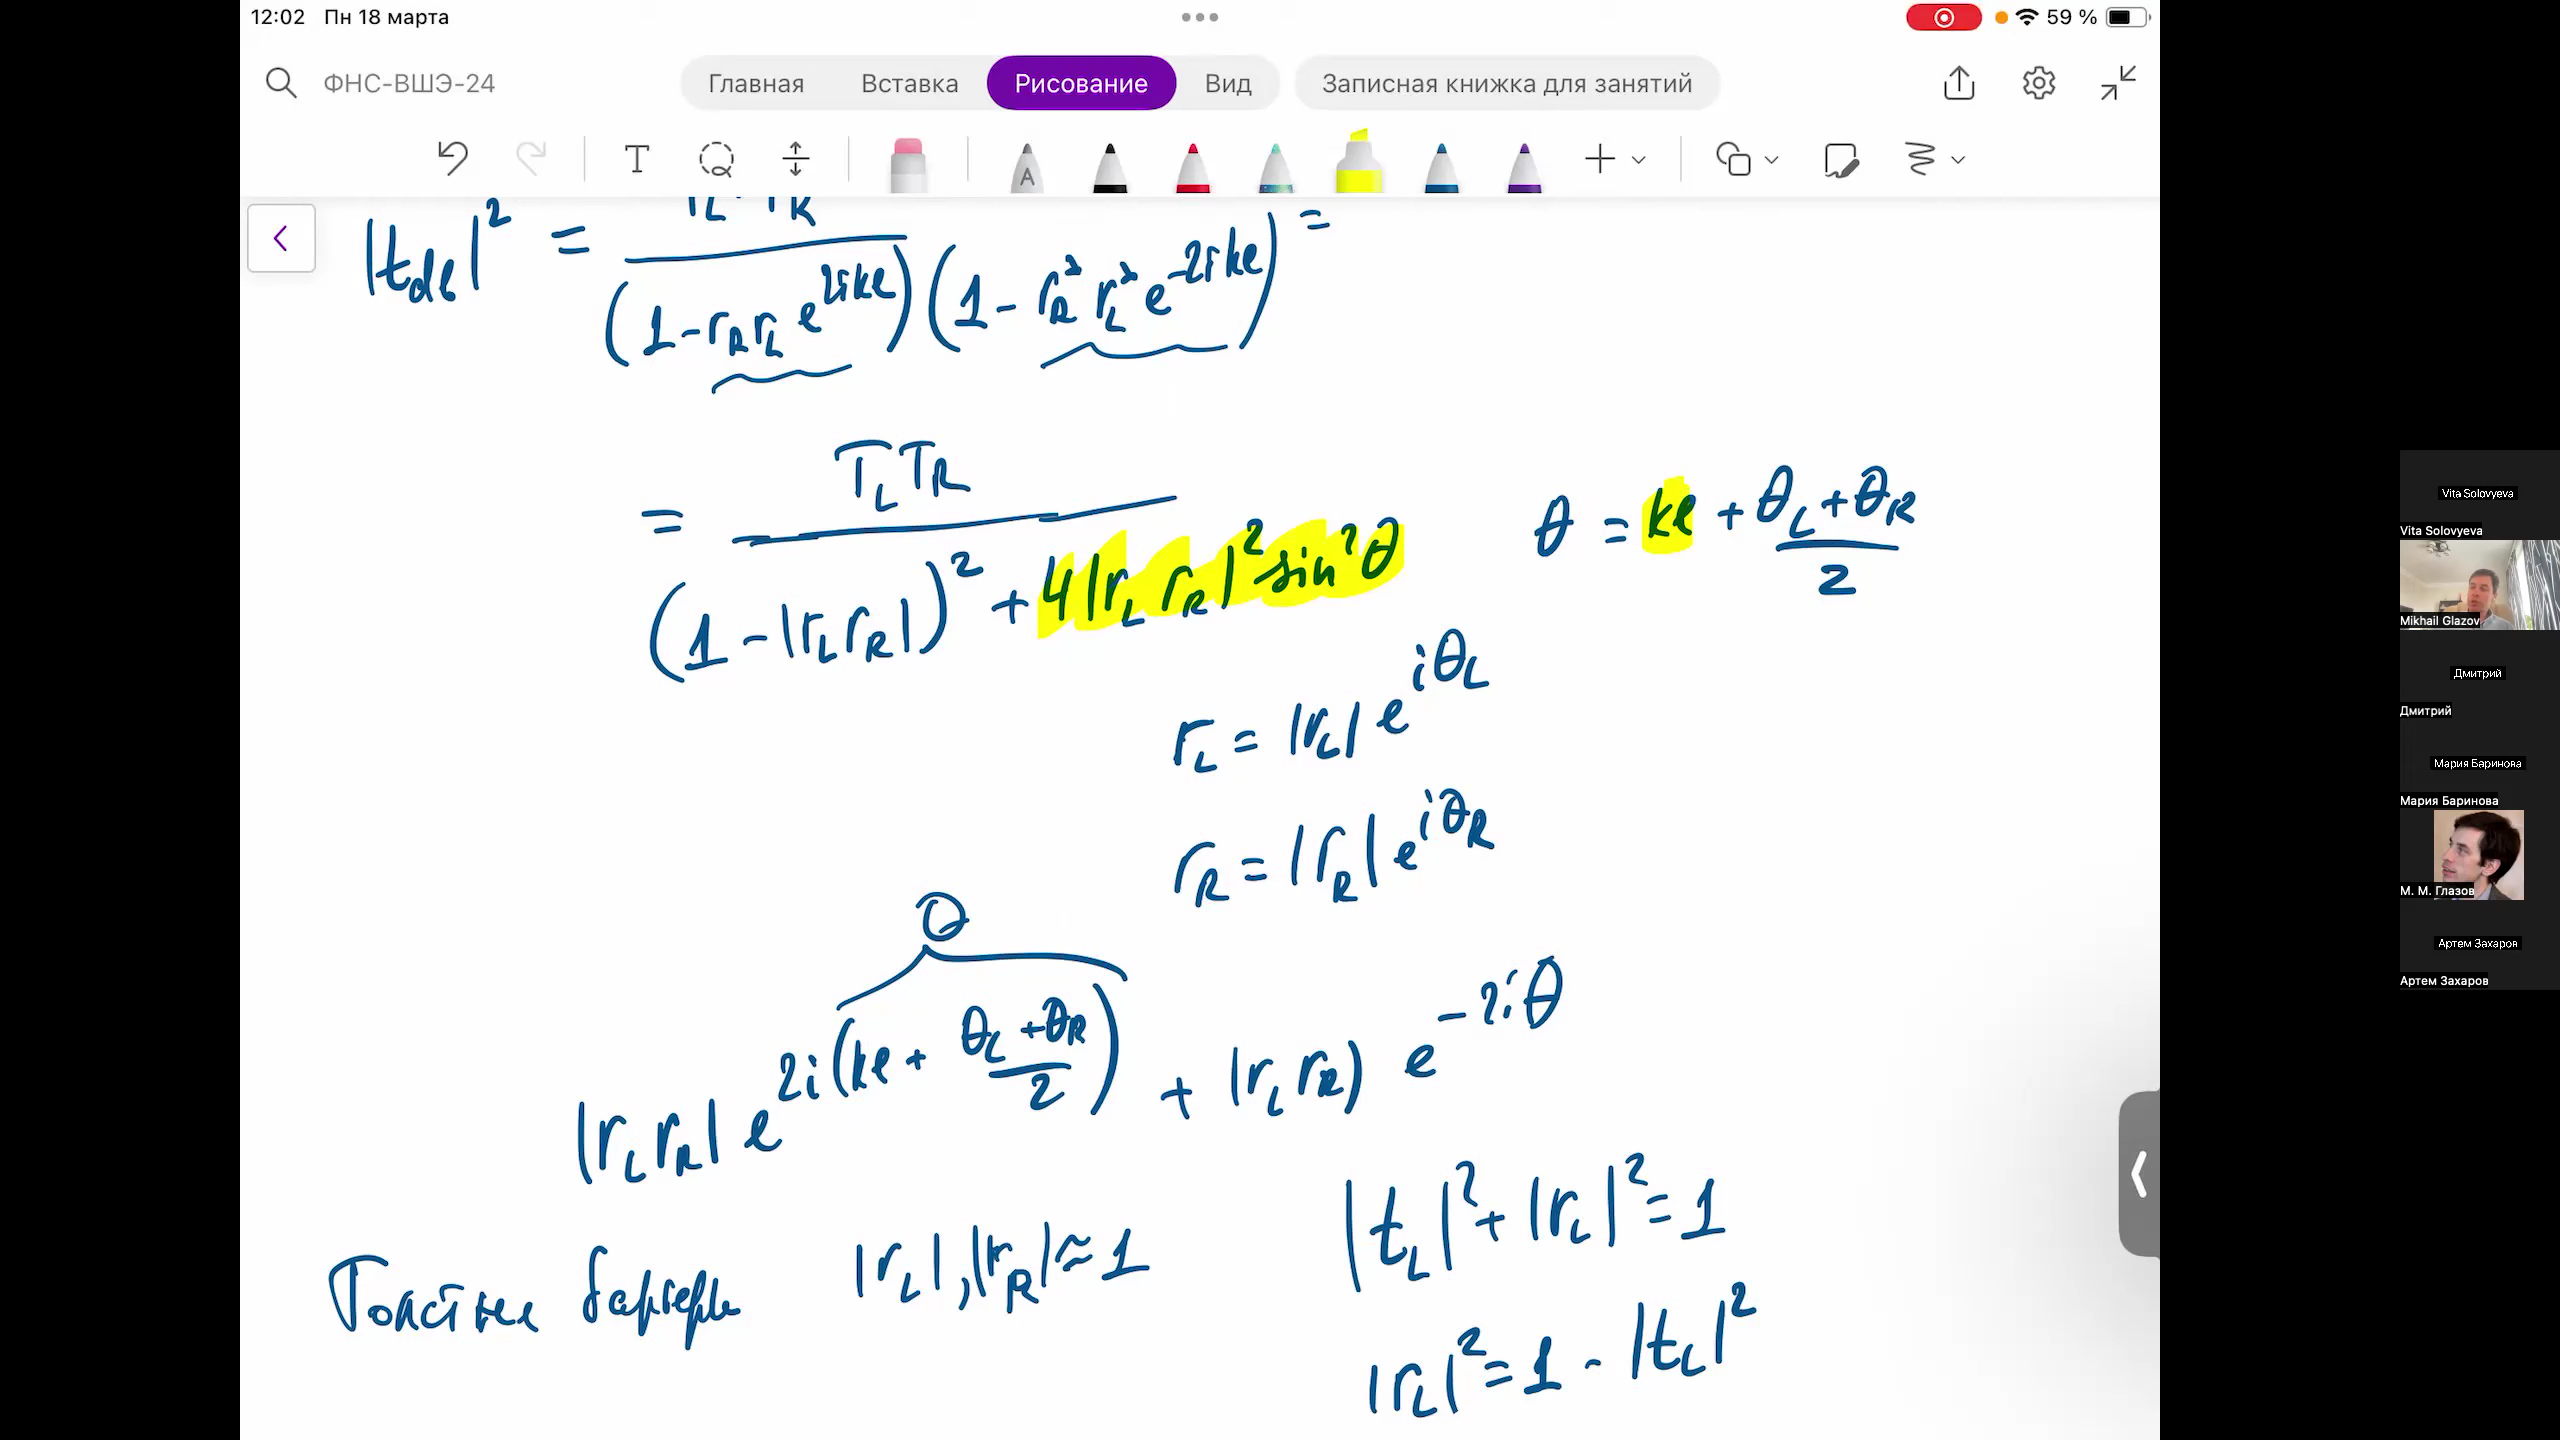 12:02 Пн 18 марта
59 %
ФНС-ВШЭ-24
Главная Вставка Рисование Вид Записная книжка для занятий
T A
|t_db|² = T_L·T_R / (1 - r_R r_L e^{2ikl})(1 - r_R^* r_L^* e^{-2ikl}) =
= T_L T_R / (1 - |r_L r_R|)² + 4|r_L r_R|² sin²θ
θ = kl + θ_L + θ_R / 2
r_L = |r_L| e^{iθ_L}
r_R = |r_R| e^{iθ_R}
θ
|r_L r_R| e^{2i(kl + θ_L + θ_R / 2)} + |r_L r_R) e^{-2iθ}
Толстые барьеры |r_L|, |r_R| ≈ 1
|t_L|² + |r_L|² = 1
|r_L|² = 1 - |t_L|²
Vita Solovyeva
Vita Solovyeva
Mikhail Glazov
Дмитрий
Дмитрий
Мария Баринова
Мария Баринова
М. М. Глазов
Артем Захаров
Артем Захаров